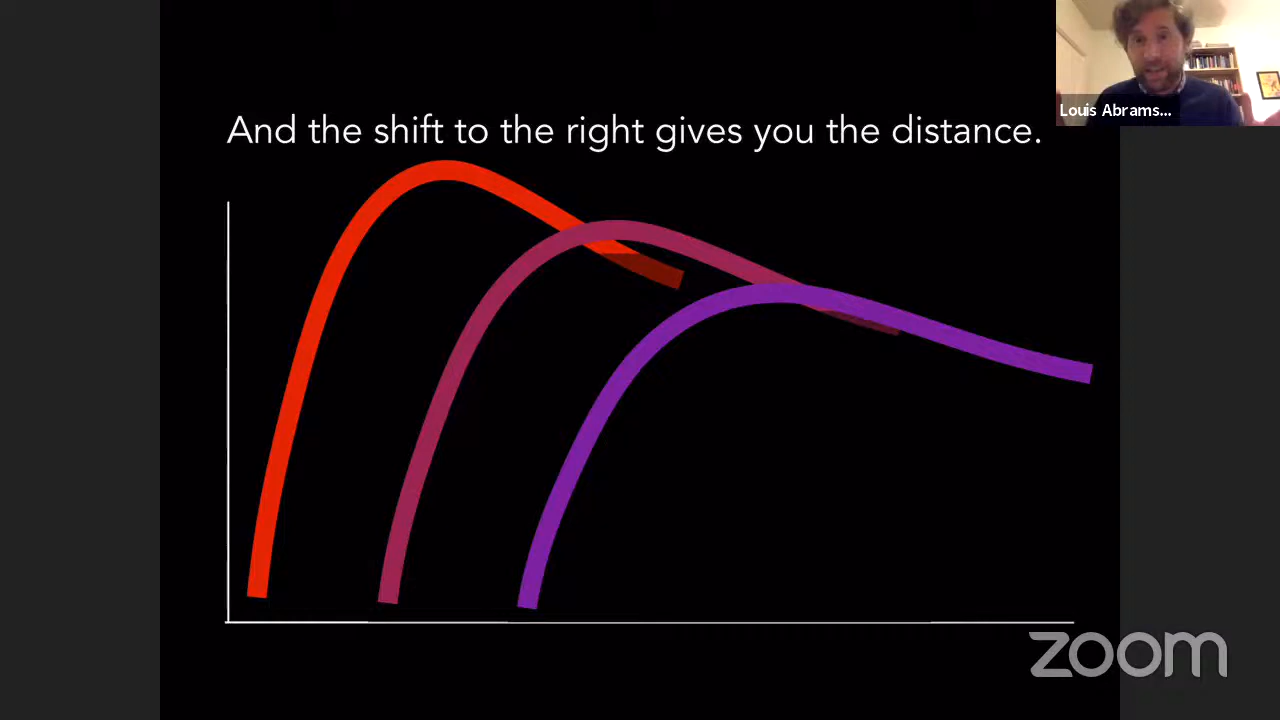 And the shift to the right gives you the distance.
Louis Abrams...
zoom